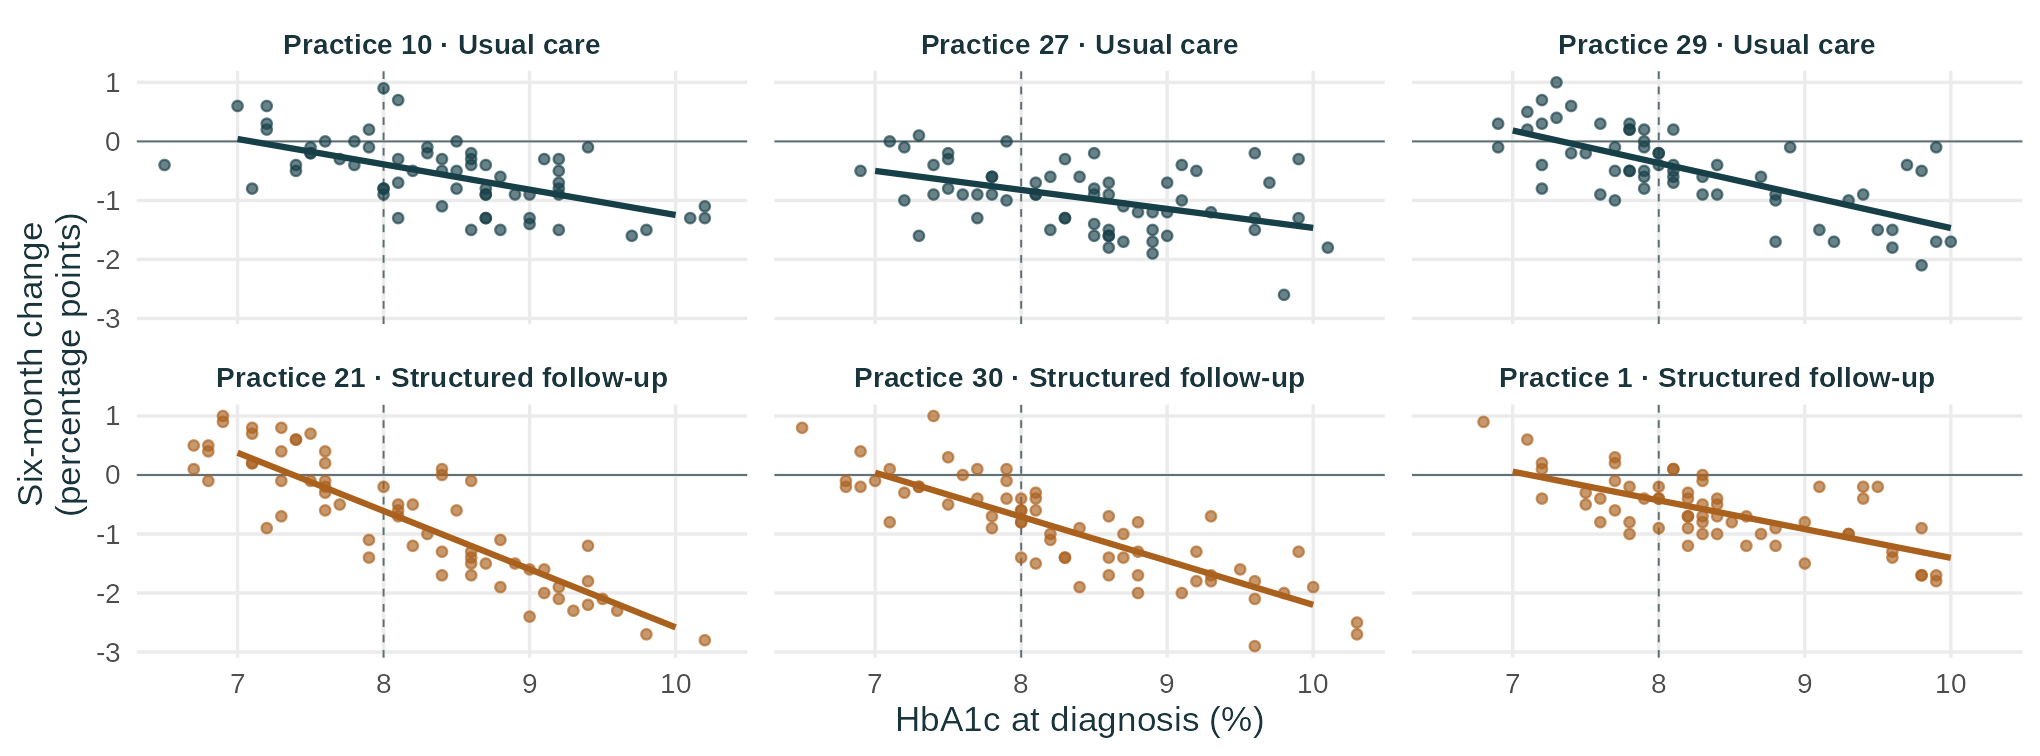 Practice 10 · Usual care
Practice 27 · Usual care
Practice 29 · Usual care
1
0
-1
-2
-3
Six-month change
(percentage points)
Practice 21 · Structured follow-up
Practice 30 · Structured follow-up
Practice 1 · Structured follow-up
1
0
-1
-2
-3
7
8
9
10
7
8
9
10
7
8
9
10
HbA1c at diagnosis (%)